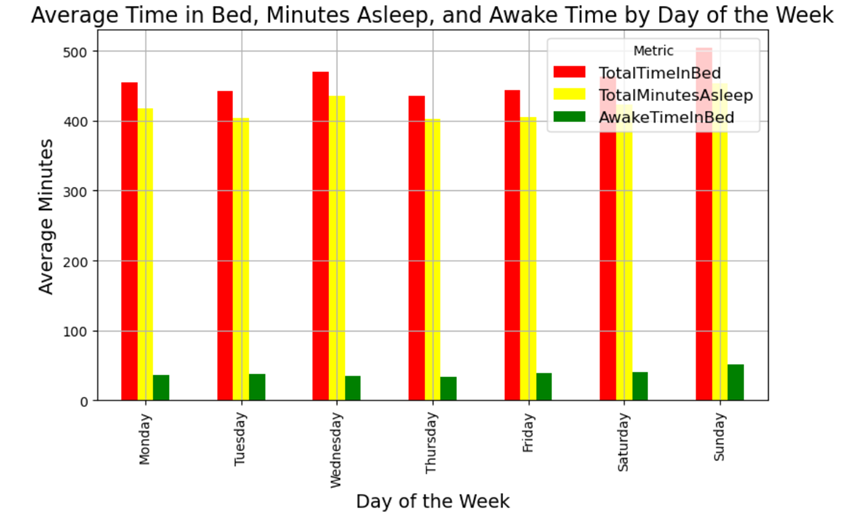 Average Time in Bed, Minutes Asleep, and Awake Time by Day of the Week
Metric
TotalTimeInBed
TotalMinutesAsleep
AwakeTimeInBed
Average Minutes
500
400
300
200
100
0
Monday
Tuesday
Wednesday
Thursday
Friday
Saturday
Sunday
Day of the Week